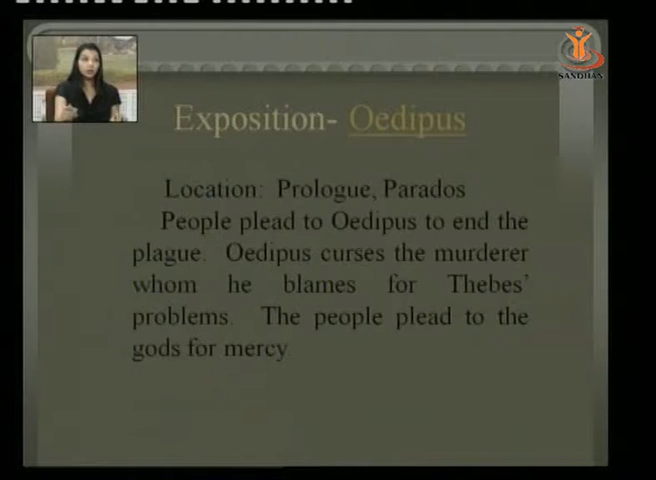 SANDHAN
Exposition- Oedipus
Location: Prologue, Parados
People plead to Oedipus to end the
plague. Oedipus curses the murderer
whom he blames for Thebes'
problems. The people plead to the
gods for mercy.